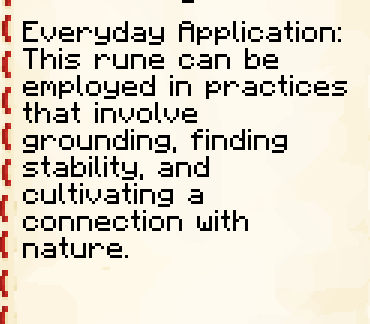 Everyday Application:
This rune can be
employed in practices
that involve
grounding, finding
stability, and
cultivating a
connection with
nature.